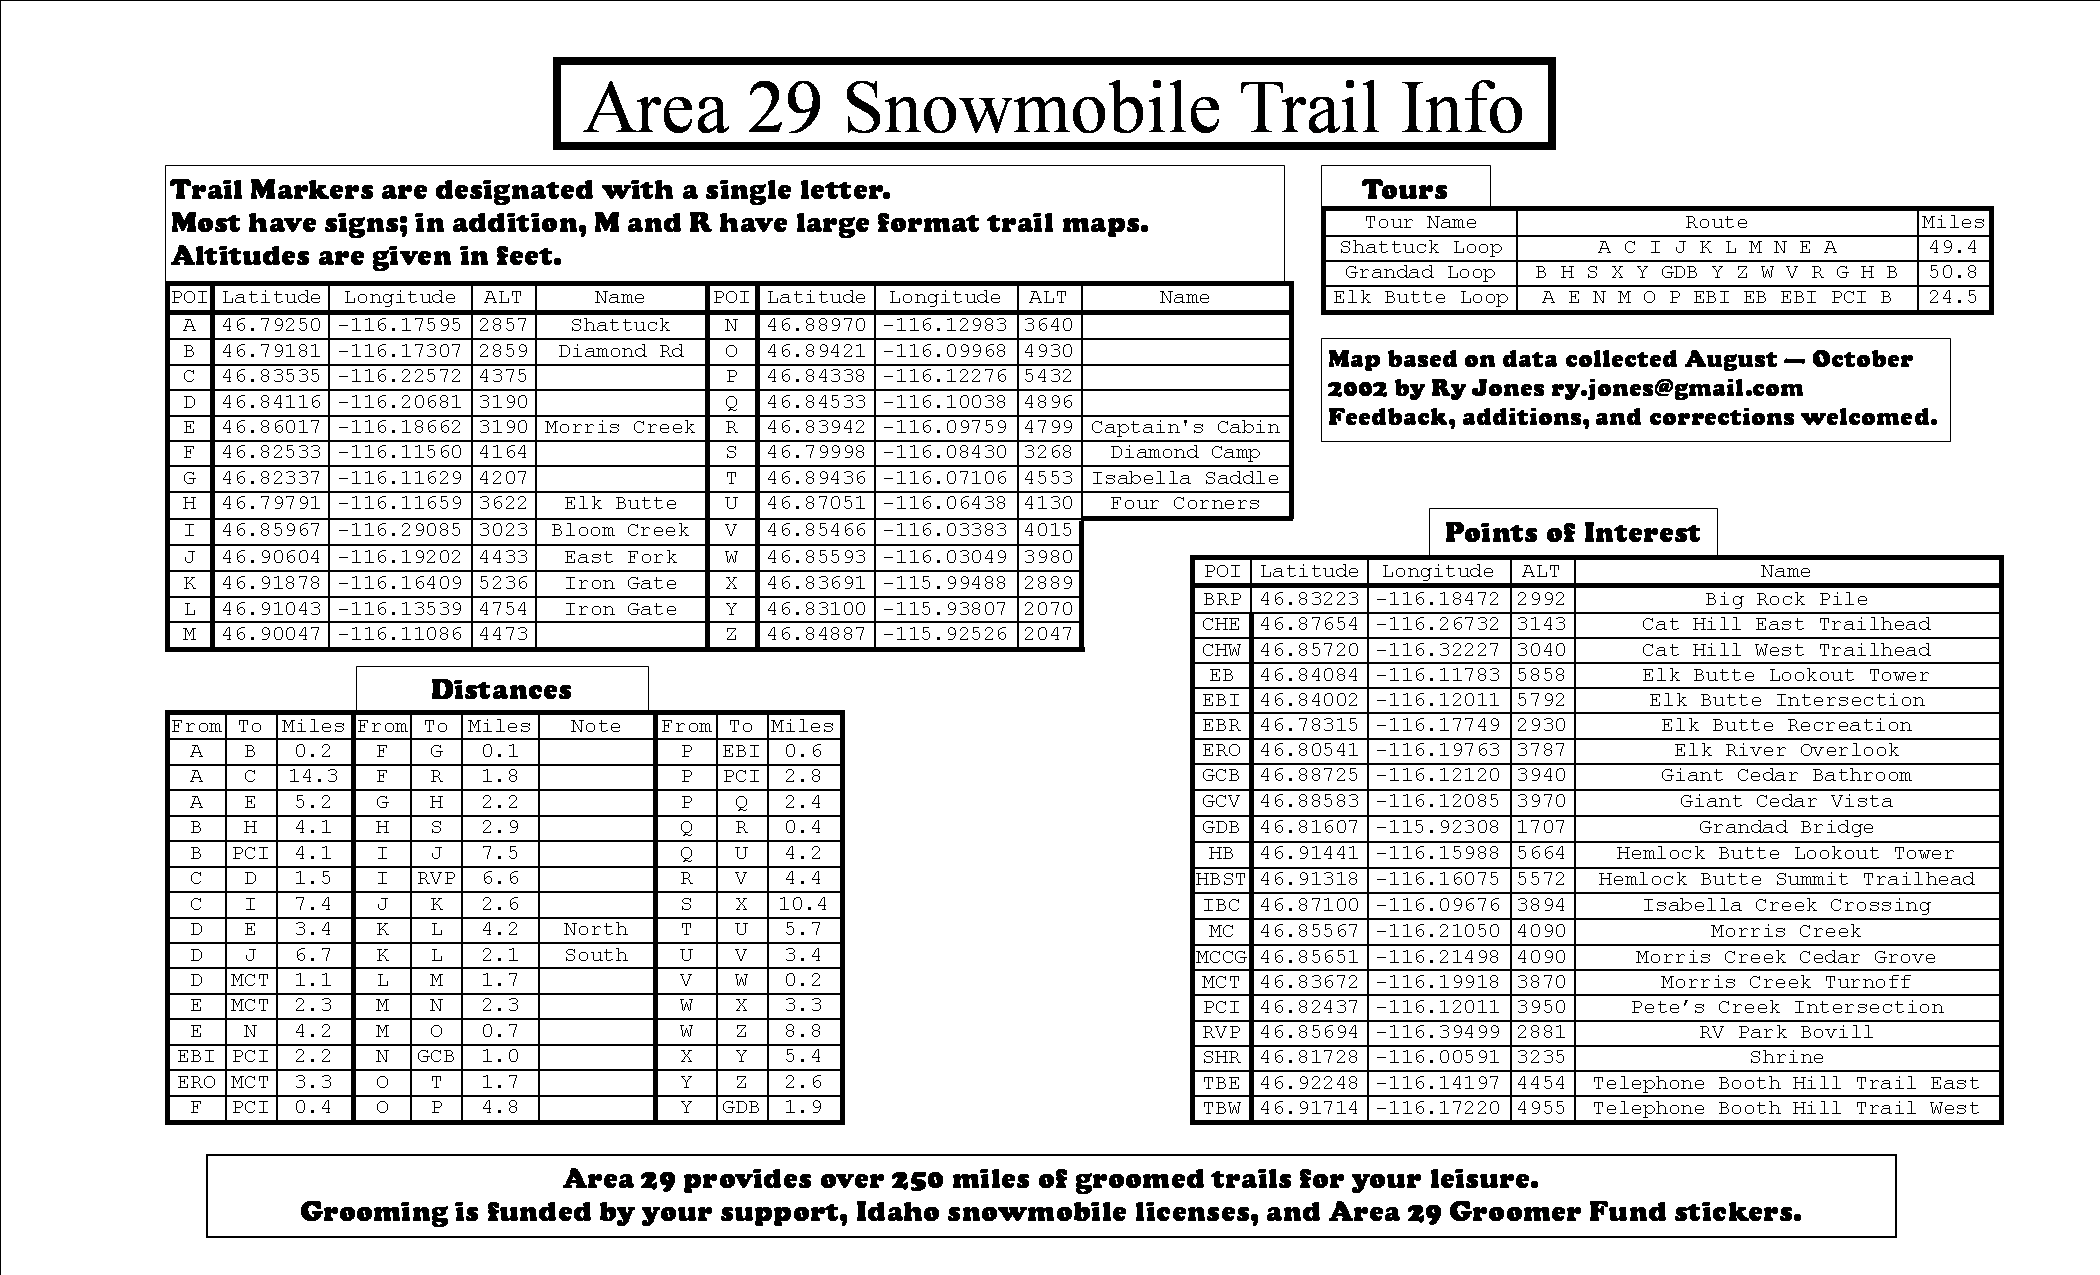 Area 29 Snowmobile Trail Info
Trail Markers are designated with a single letter.
Most have signs; in addition, M and R have large format trail maps.
Altitudes are given in feet.
POI Latitude Longitude ALT Name POI Latitude Longitude ALT Name
A 46.79250 -116.17595 2857 Shattuck N 46.88970 -116.12983 3640
B 46.79181 -116.17307 2859 Diamond Rd O 46.89421 -116.09968 4930
C 46.83535 -116.22572 4375 P 46.84338 -116.12276 5432
D 46.84116 -116.20681 3190 Q 46.84533 -116.10038 4896
E 46.86017 -116.18662 3190 Morris Creek R 46.83942 -116.09759 4799 Captain's Cabin
F 46.82533 -116.11560 4164 S 46.79998 -116.08430 3268 Diamond Camp
G 46.82337 -116.11629 4207 T 46.89436 -116.07106 4553 Isabella Saddle
H 46.79791 -116.11659 3622 Elk Butte U 46.87051 -116.06438 4130 Four Corners
I 46.85967 -116.29085 3023 Bloom Creek V 46.85466 -116.03383 4015
J 46.90604 -116.19202 4433 East Fork W 46.85593 -116.03049 3980
K 46.91878 -116.16409 5236 Iron Gate X 46.83691 -115.99488 2889
L 46.91043 -116.13539 4754 Iron Gate Y 46.83100 -115.93807 2070
M 46.90047 -116.11086 4473 Z 46.84887 -115.92526 2047
Tours
Tour Name Route Miles
Shattuck Loop A C I J K L M N E A 49.4
Grandad Loop B H S X Y GDB Y Z W V R G H B 50.8
Elk Butte Loop A E N M O P EBI EB EBI PCI B 24.5
Map based on data collected August — October
2002 by Ry Jones ry.jones@gmail.com
Feedback, additions, and corrections welcomed.
Distances
From To Miles From To Miles Note From To Miles
A B 0.2 F G 0.1 P EBI 0.6
A C 14.3 F R 1.8 P PCI 2.8
A E 5.2 G H 2.2 P Q 2.4
B H 4.1 H S 2.9 Q R 0.4
B PCI 4.1 I J 7.5 Q U 4.2
C D 1.5 I RVP 6.6 R V 4.4
C I 7.4 J K 2.6 S X 10.4
D E 3.4 K L 4.2 North T U 5.7
D J 6.7 K L 2.1 South U V 3.4
D MCT 1.1 L M 1.7 V W 0.2
E MCT 2.3 M N 2.3 W X 3.3
E N 4.2 M O 0.7 W Z 8.8
EBI PCI 2.2 N GCB 1.0 X Y 5.4
ERO MCT 3.3 O T 1.7 Y Z 2.6
F PCI 0.4 O P 4.8 Y GDB 1.9
Points of Interest
POI Latitude Longitude ALT Name
BRP 46.83223 -116.18472 2992 Big Rock Pile
CHE 46.87654 -116.26732 3143 Cat Hill East Trailhead
CHW 46.85720 -116.32227 3040 Cat Hill West Trailhead
EB 46.84084 -116.11783 5858 Elk Butte Lookout Tower
EBI 46.84002 -116.12011 5792 Elk Butte Intersection
EBR 46.78315 -116.17749 2930 Elk Butte Recreation
ERO 46.80541 -116.19763 3787 Elk River Overlook
GCB 46.88725 -116.12120 3940 Giant Cedar Bathroom
GCV 46.88583 -116.12085 3970 Giant Cedar Vista
GDB 46.81607 -115.92308 1707 Grandad Bridge
HB 46.91441 -116.15988 5664 Hemlock Butte Lookout Tower
HBST 46.91318 -116.16075 5572 Hemlock Butte Summit Trailhead
IBC 46.87100 -116.09676 3894 Isabella Creek Crossing
MC 46.85567 -116.21050 4090 Morris Creek
MCCG 46.85651 -116.21498 4090 Morris Creek Cedar Grove
MCT 46.83672 -116.19918 3870 Morris Creek Turnoff
PCI 46.82437 -116.12011 3950 Pete’s Creek Intersection
RVP 46.85694 -116.39499 2881 RV Park Bovill
SHR 46.81728 -116.00591 3235 Shrine
TBE 46.92248 -116.14197 4454 Telephone Booth Hill Trail East
TBW 46.91714 -116.17220 4955 Telephone Booth Hill Trail West
Area 29 provides over 250 miles of groomed trails for your leisure.
Grooming is funded by your support, Idaho snowmobile licenses, and Area 29 Groomer Fund stickers.